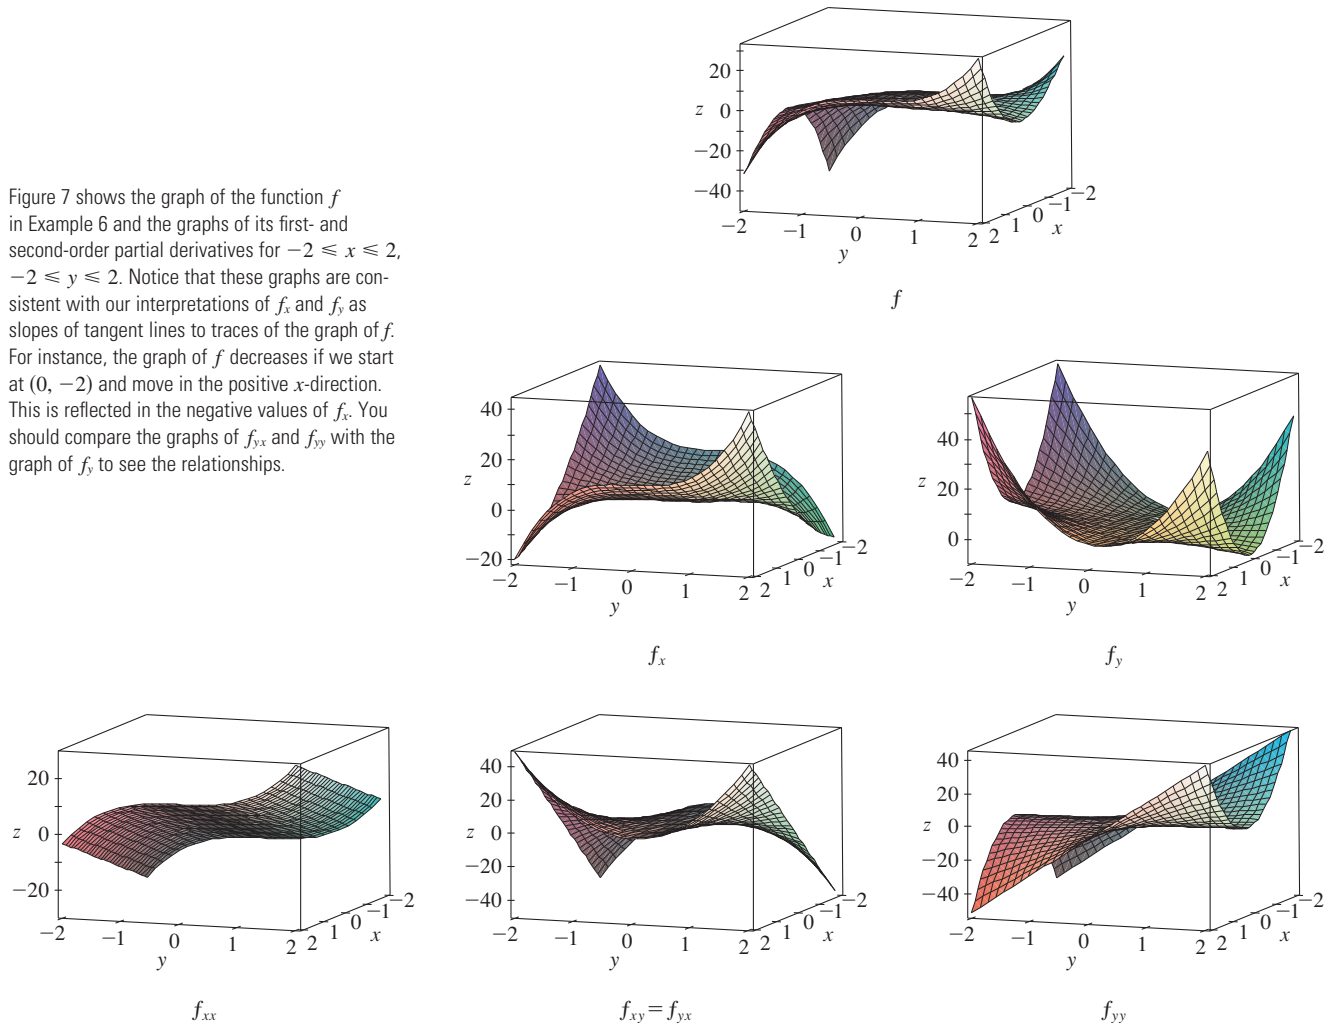 Figure 7 shows the graph of the function f
in Example 6 and the graphs of its first- and
second-order partial derivatives for −2 ⩽ x ⩽ 2,
−2 ⩽ y ⩽ 2. Notice that these graphs are con-
sistent with our interpretations of fₓ and f_y as
slopes of tangent lines to traces of the graph of f.
For instance, the graph of f decreases if we start
at (0, −2) and move in the positive x-direction.
This is reflected in the negative values of fₓ. You
should compare the graphs of f_yx and f_yy with the
graph of f_y to see the relationships.
20
z 0
−20
−40
−2 −1 0 1 2
y
2 1 0 −1 −2
x
f
40
20
z
0
−20
−2 −1 0 1 2
y
2 1 0 −1 −2
x
fₓ
40
z 20
0
−2 −1 0 1 2
y
2 1 0 −1 −2
x
f_y
20
z 0
−20
−2 −1 0 1 2
y
2 1 0 −1 −2
x
f_xx
40
20
z 0
−20
−40
−2 −1 0 1 2
y
2 1 0 −1 −2
x
f_xy = f_yx
40
20
z 0
−20
−40
−2 −1 0 1 2
y
2 1 0 −1 −2
x
f_yy